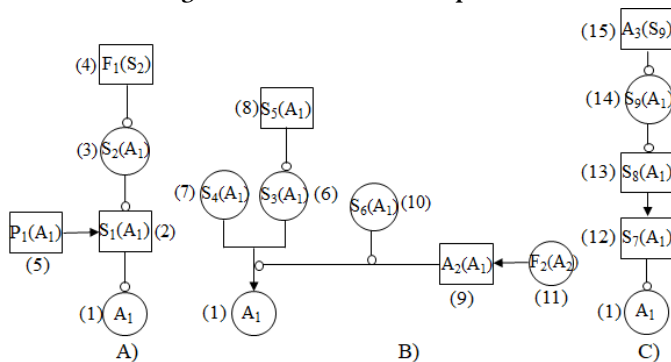 (4) F₁(S₂)
(3) S₂(A₁)
P₁(A₁) S₁(A₁) (2)
(5)
(1) A₁
A)
(8) S₅(A₁)
(7) S₄(A₁) S₃(A₁) (6) S₆(A₁) (10)
A₂(A₁) F₂(A₂)
(9) (11)
(1) A₁
B)
(15) A₃(S₉)
(14) S₉(A₁)
(13) S₈(A₁)
(12) S₇(A₁)
(1) A₁
C)